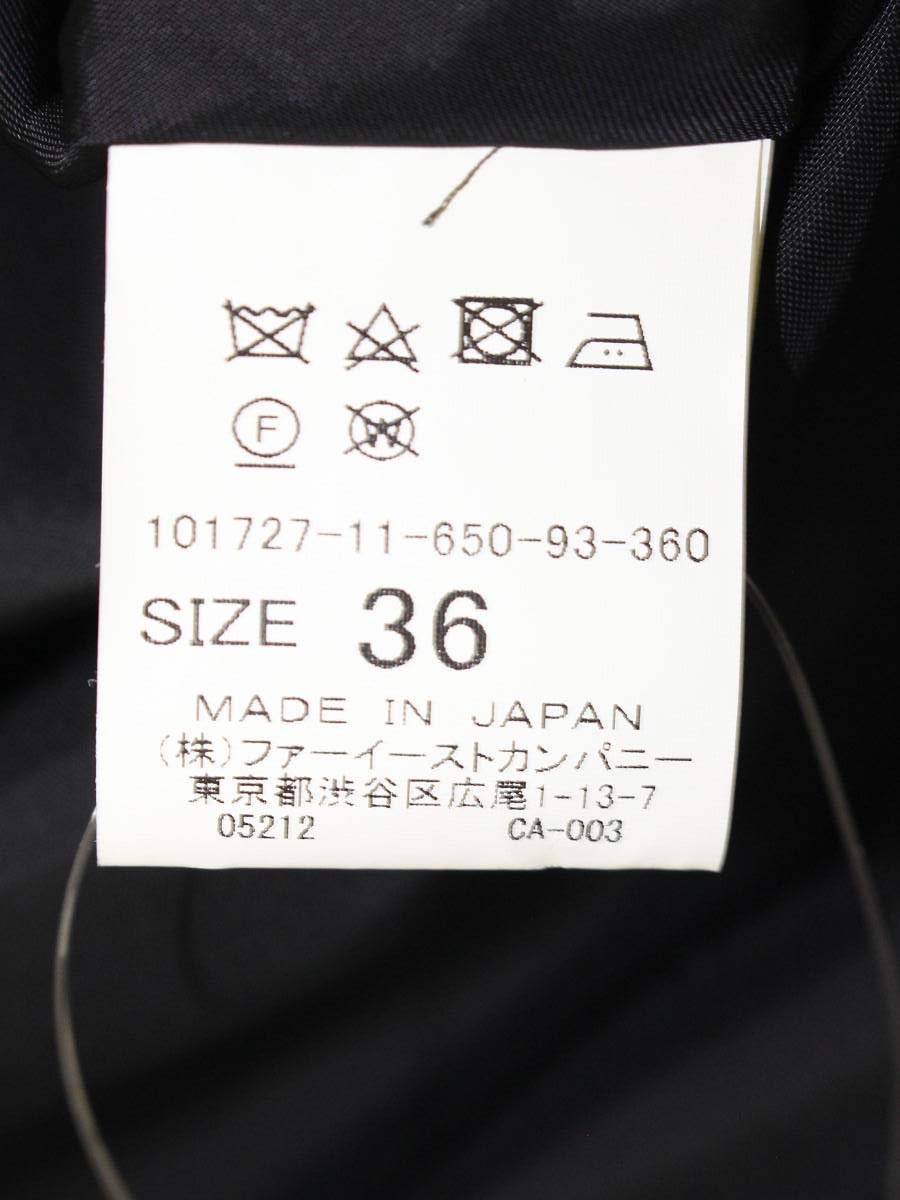 F
W
101727-11-650-93-360
SIZE 36
MADE IN JAPAN
(株)ファーイーストカンパニー
東京都渋谷区広尾1-13-7
05212 CA-003